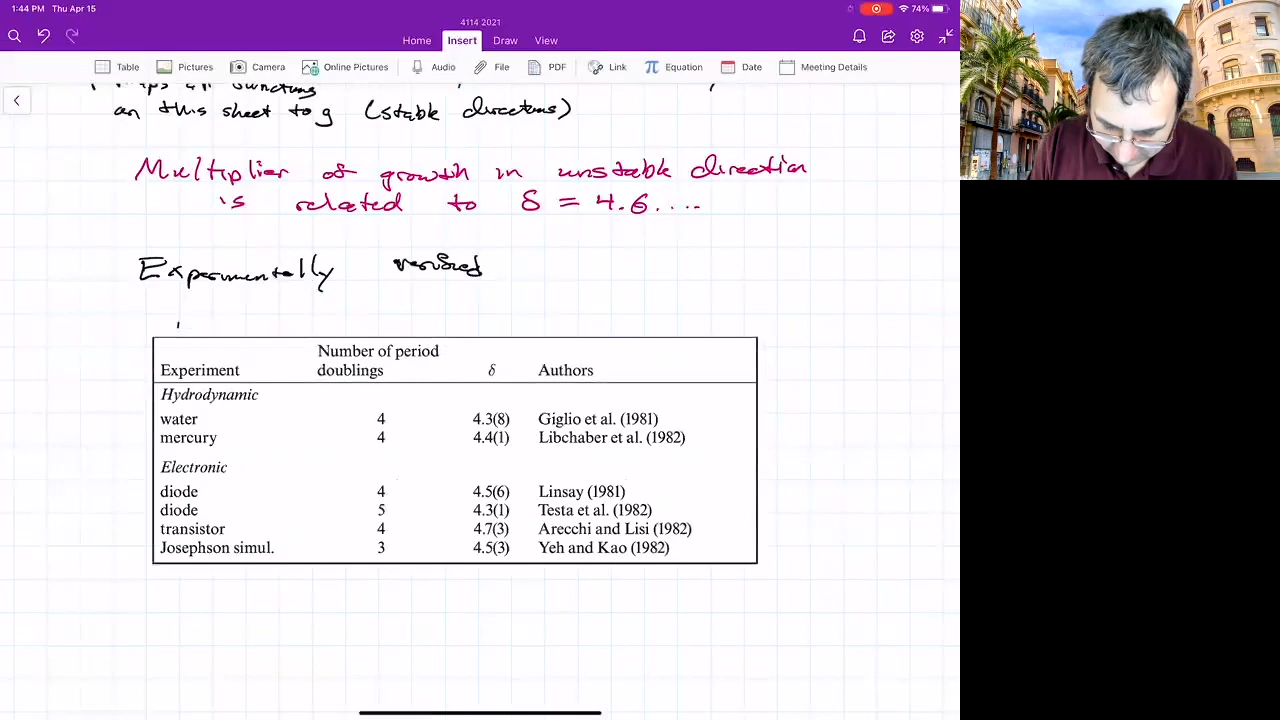 1:44 PM Thu Apr 15
74%
4114 2021
Home Insert Draw View
Table Pictures Camera Online Pictures Audio File PDF Link Equation Date Meeting Details
on this sheet to g (stable directions)
Multiplier of growth in unstable direction
is related to δ = 4.6....
Experimentally verified
Experiment Number of period doublings δ Authors
Hydrodynamic
water 4 4.3(8) Giglio et al. (1981)
mercury 4 4.4(1) Libchaber et al. (1982)
Electronic
diode 4 4.5(6) Linsay (1981)
diode 5 4.3(1) Testa et al. (1982)
transistor 4 4.7(3) Arecchi and Lisi (1982)
Josephson simul. 3 4.5(3) Yeh and Kao (1982)